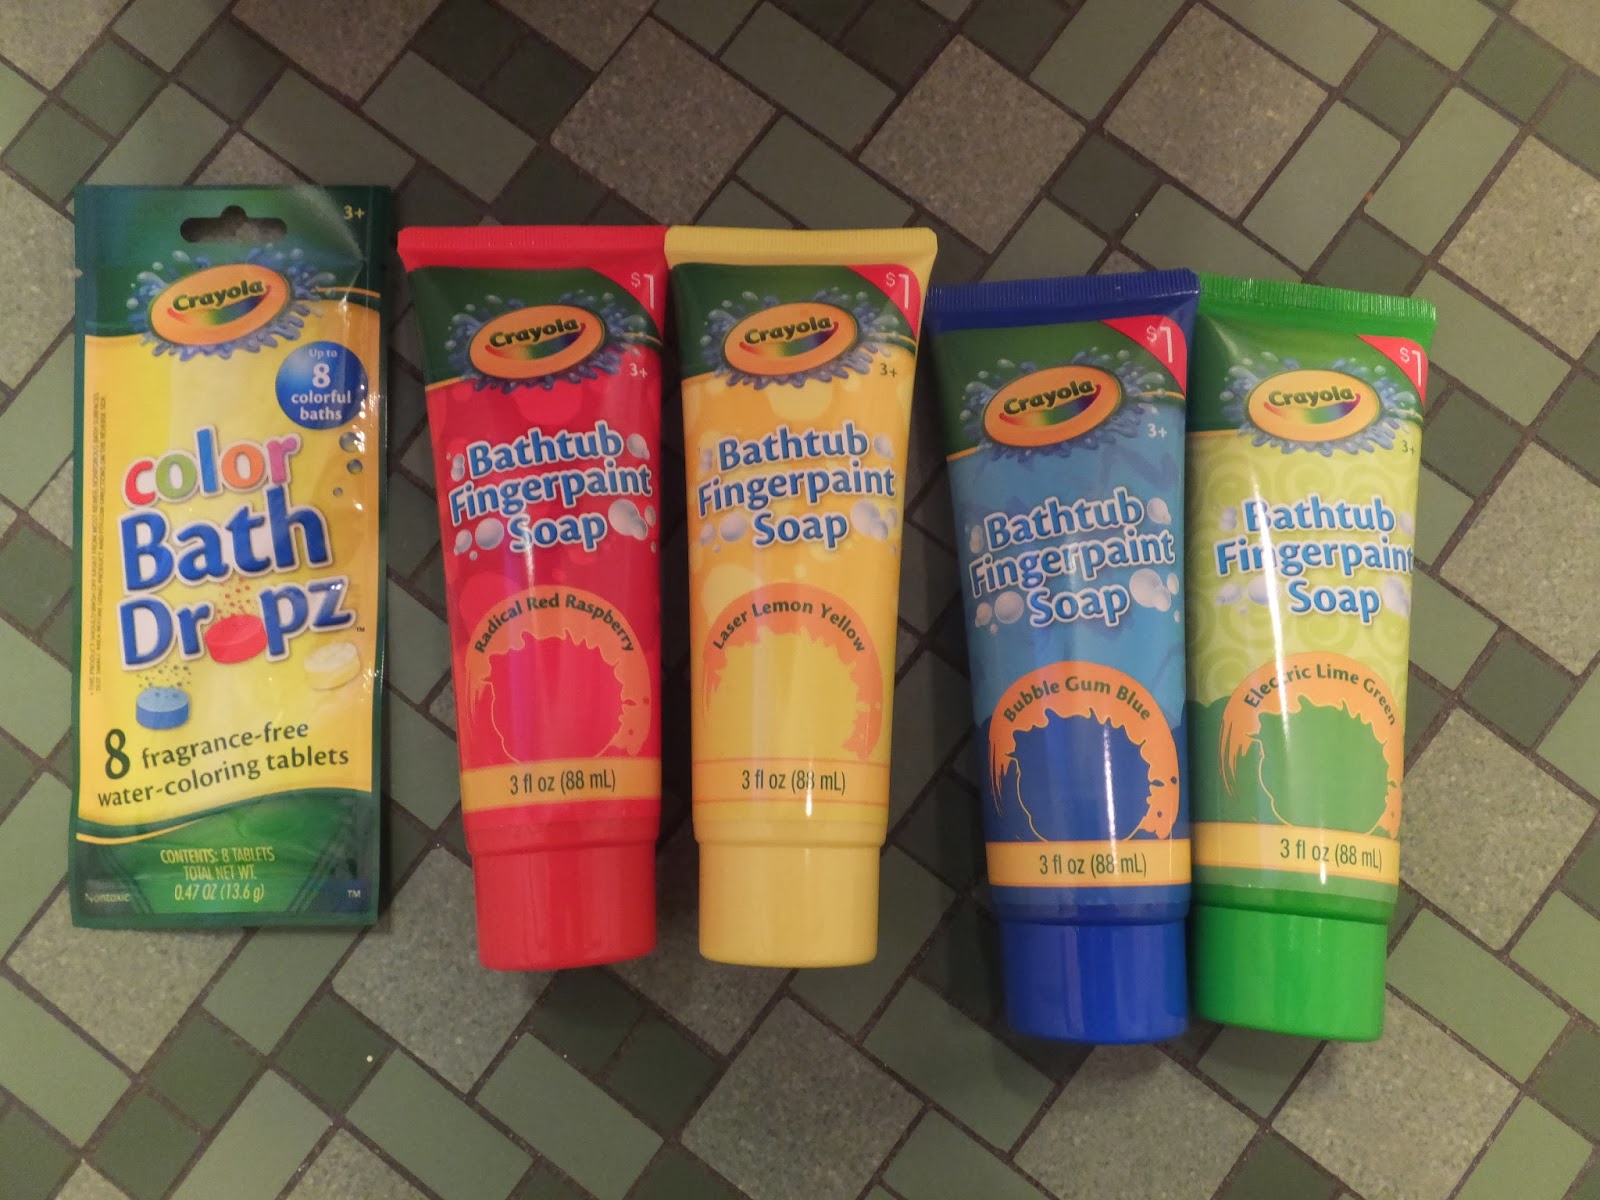 3+
Crayola
Up to
8
colorful
baths
color
Bath
Dropz™
8 fragrance-free
water-coloring tablets
CONTENTS: 8 TABLETS
TOTAL NET WT.
0.47 OZ (13.6 g)
Nontoxic
™
$1
Crayola
3+
Bathtub
Fingerpaint
Soap
Radical Red Raspberry
3 fl oz (88 mL)
$1
Crayola
3+
Bathtub
Fingerpaint
Soap
Laser Lemon Yellow
3 fl oz (88 mL)
$1
Crayola
3+
Bathtub
Fingerpaint
Soap
Bubble Gum Blue
3 fl oz (88 mL)
$1
Crayola
3+
Bathtub
Fingerpaint
Soap
Electric Lime Green
3 fl oz (88 mL)